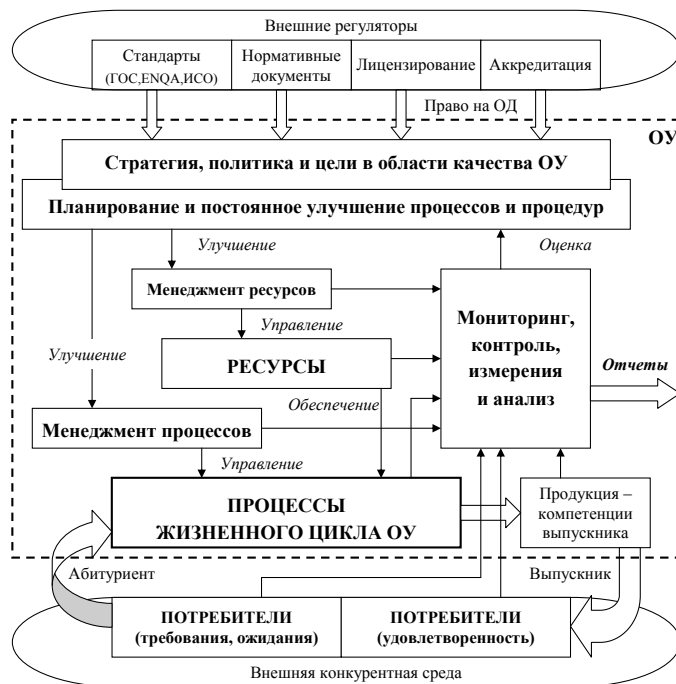 Внешние регуляторы
Стандарты
(ГОС,ENQA,ИСО)
Нормативные
документы
Лицензирование
Аккредитация
Право на ОД
ОУ
Стратегия, политика и цели в области качества ОУ
Планирование и постоянное улучшение процессов и процедур
Улучшение
Оценка
Менеджмент ресурсов
Управление
Мониторинг,
контроль,
измерения
и анализ
Улучшение
РЕСУРСЫ
Отчеты
Обеспечение
Менеджмент процессов
Управление
ПРОЦЕССЫ
ЖИЗНЕННОГО ЦИКЛА ОУ
Продукция –
компетенции
выпускника
Абитуриент
Выпускник
ПОТРЕБИТЕЛИ
(требования, ожидания)
ПОТРЕБИТЕЛИ
(удовлетворенность)
Внешняя конкурентная среда